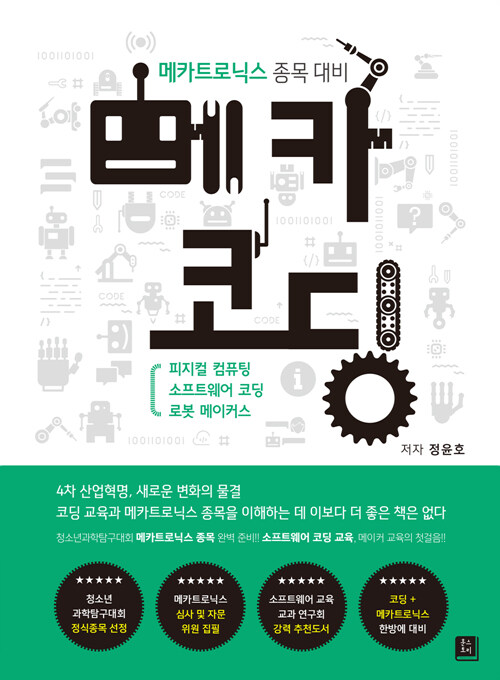 메카트로닉스 종목 대비
메카
코딩
피지컬 컴퓨팅
소프트웨어 코딩
로봇 메이커스
저자 정윤호
1001101001
1001101001
CODE
1001101001
CODE
1001101001
4차 산업혁명, 새로운 변화의 물결
코딩 교육과 메카트로닉스 종목을 이해하는 데 이보다 더 좋은 책은 없다
청소년과학탐구대회 메카트로닉스 종목 완벽 준비!! 소프트웨어 코딩 교육, 메이커 교육의 첫걸음!!
★★★★★
청소년
과학탐구대회
정식종목 선정
★★★★★
메카트로닉스
심사 및 자문
위원 집필
★★★★★
소프트웨어 교육
교과 연구회
강력 추천도서
★★★★★
코딩 +
메카트로닉스
한방에 대비